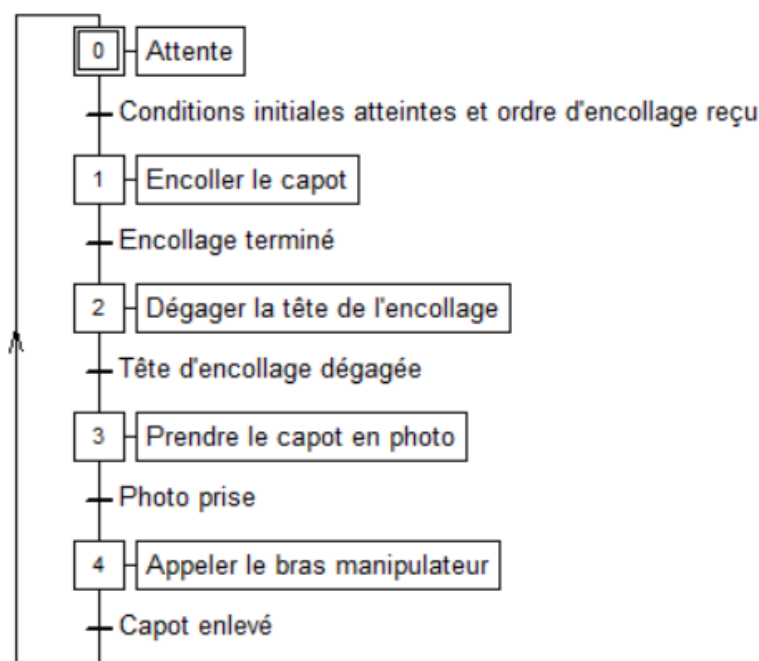 0 Attente
Conditions initiales atteintes et ordre d'encollage reçu
1 Encoller le capot
Encollage terminé
2 Dégager la tête de l'encollage
Tête d'encollage dégagée
3 Prendre le capot en photo
Photo prise
4 Appeler le bras manipulateur
Capot enlevé